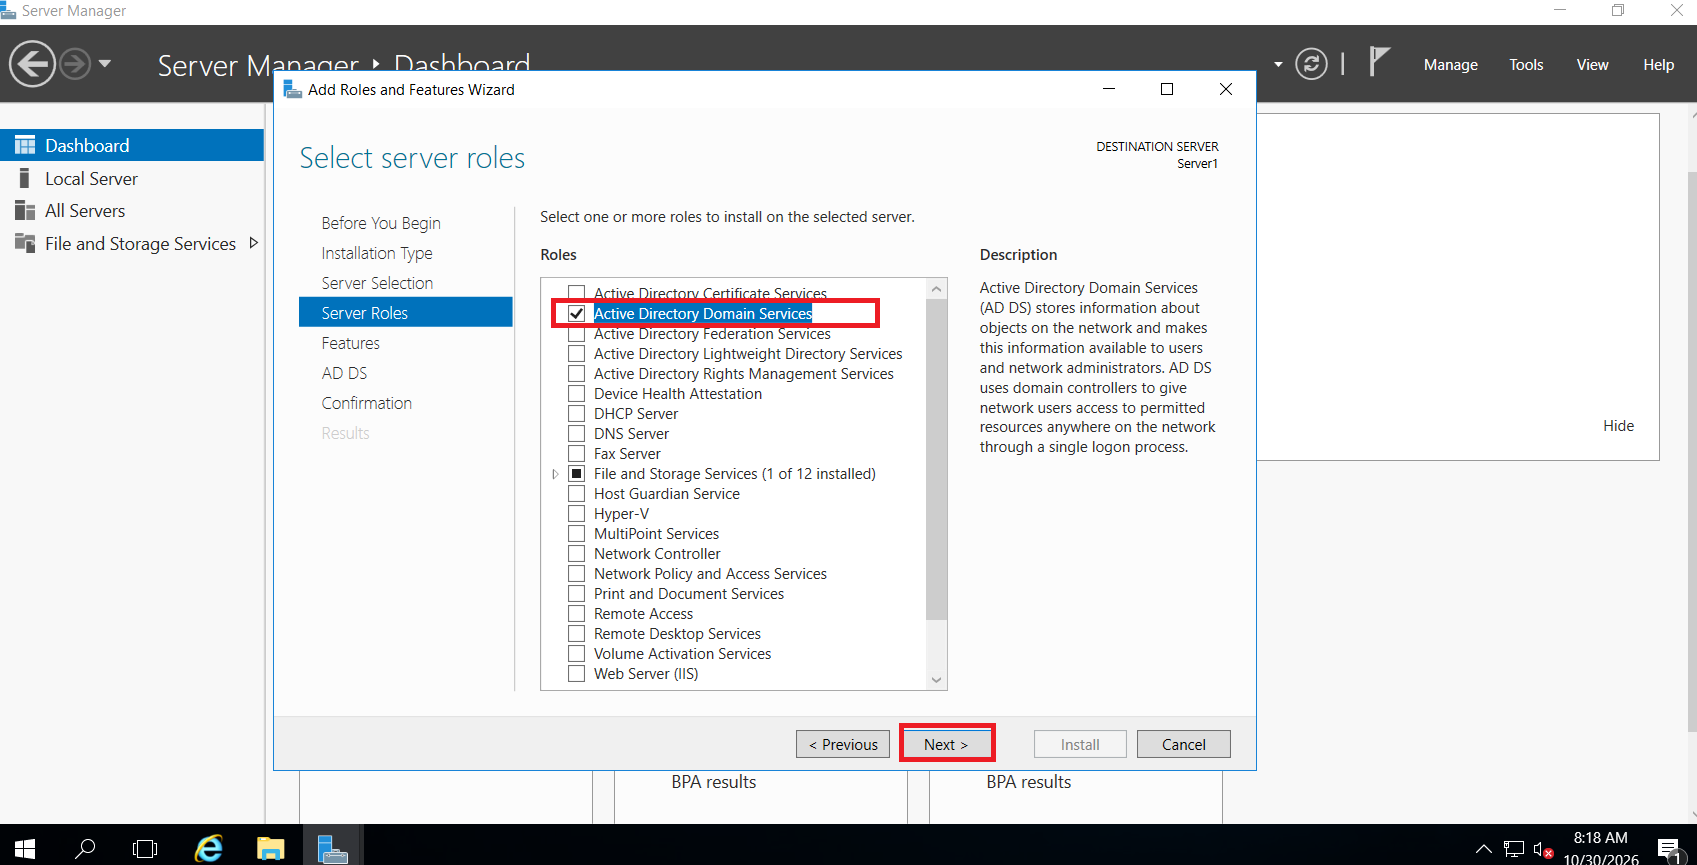 Server Manager
Server Manager ‣ Dashboard
Manage Tools View Help
Dashboard
Local Server
All Servers
File and Storage Services
Add Roles and Features Wizard
Select server roles
DESTINATION SERVER
Server1
Before You Begin
Installation Type
Server Selection
Server Roles
Features
AD DS
Confirmation
Results
Select one or more roles to install on the selected server.
Roles
Active Directory Certificate Services
Active Directory Domain Services
Active Directory Federation Services
Active Directory Lightweight Directory Services
Active Directory Rights Management Services
Device Health Attestation
DHCP Server
DNS Server
Fax Server
File and Storage Services (1 of 12 installed)
Host Guardian Service
Hyper-V
MultiPoint Services
Network Controller
Network Policy and Access Services
Print and Document Services
Remote Access
Remote Desktop Services
Volume Activation Services
Web Server (IIS)
Description
Active Directory Domain Services
(AD DS) stores information about
objects on the network and makes
this information available to users
and network administrators. AD DS
uses domain controllers to give
network users access to permitted
resources anywhere on the network
through a single logon process.
Hide
< Previous
Next >
Install
Cancel
BPA results
BPA results
8:18 AM
10/30/2026
1